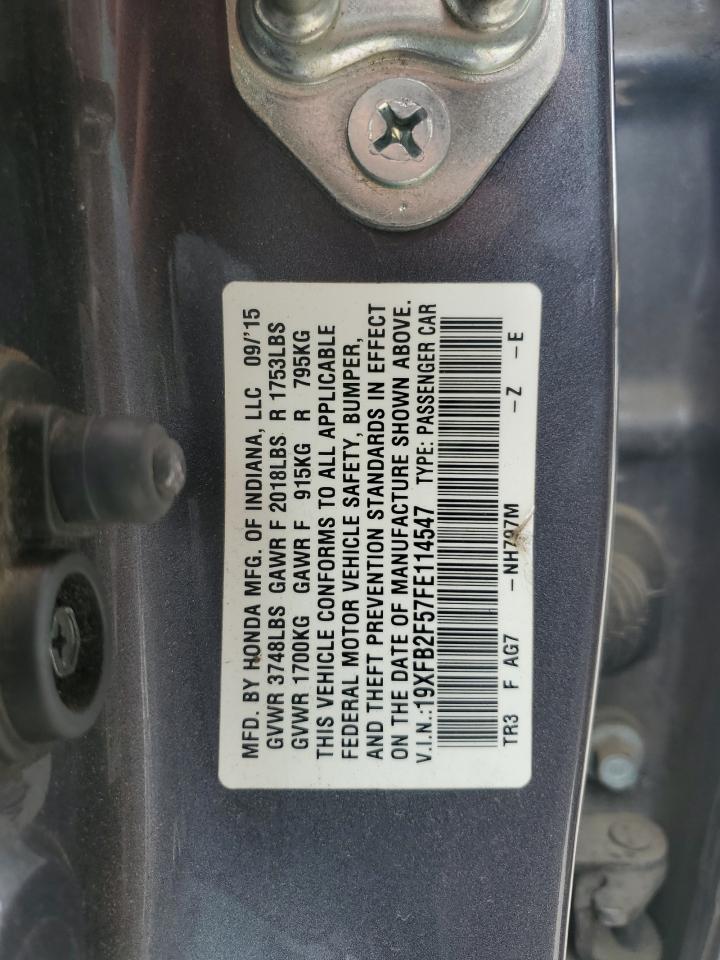 MFD. BY HONDA MFG. OF INDIANA, LLC 09/'15
GVWR 3748LBS GAWR F 2018LBS R 1753LBS
GVWR 1700KG GAWR F 915KG R 795KG
THIS VEHICLE CONFORMS TO ALL APPLICABLE
FEDERAL MOTOR VEHICLE SAFETY, BUMPER,
AND THEFT PREVENTION STANDARDS IN EFFECT
ON THE DATE OF MANUFACTURE SHOWN ABOVE.
V.I.N.:19XFB2F57FE114547 TYPE: PASSENGER CAR
TR3 F AG7 -NH797M -Z -E